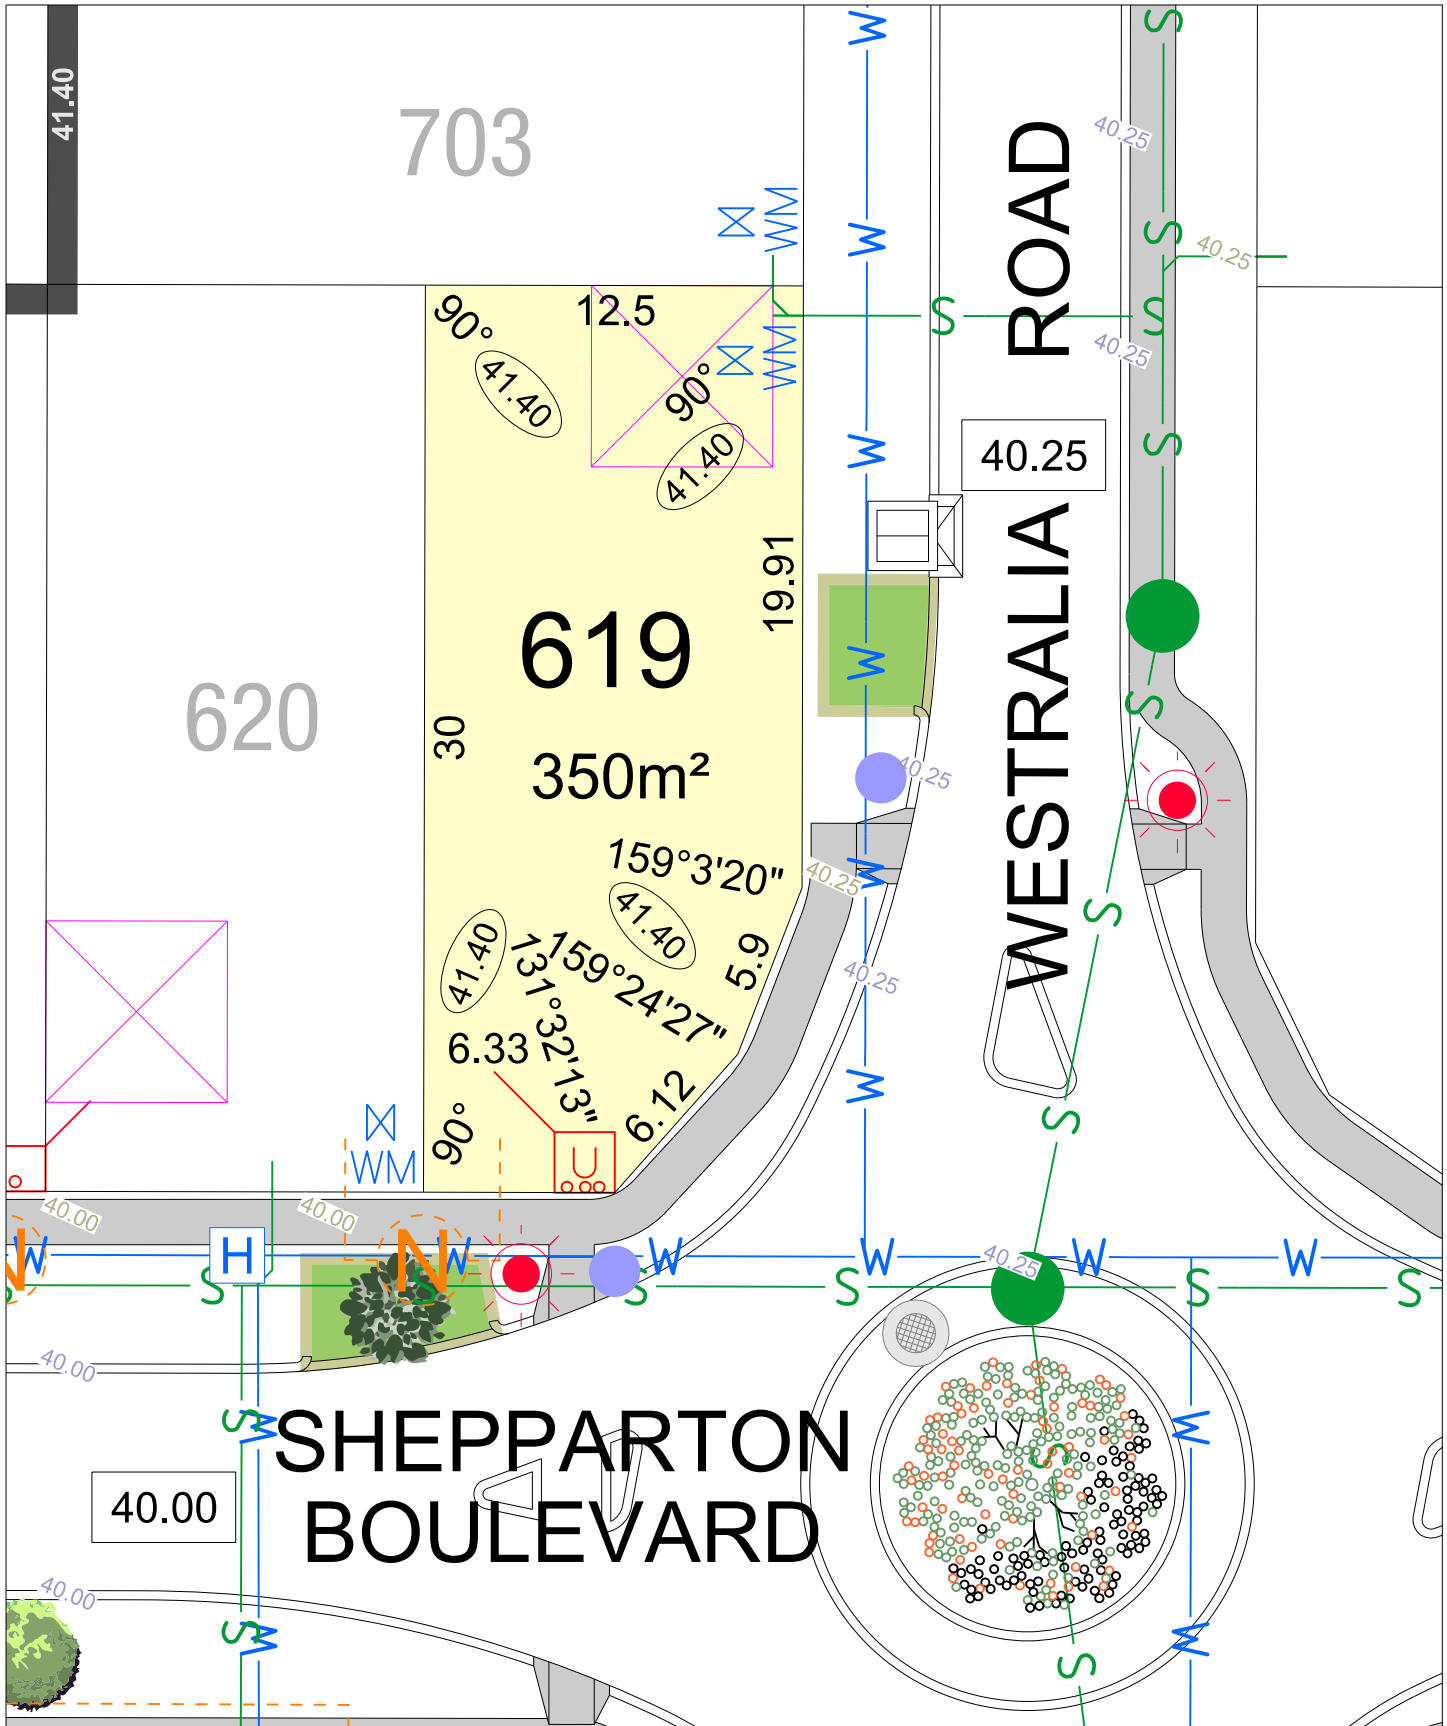 41.40
703
W
S
40.25
ROAD
WM
W
S
40.25
90°
12.5
S
S
40.25
WM
41.40
90°
41.40
W
40.25
S
19.91
619
W
620
30
350m²
S
40.25
WESTRALIA
159°3'20"
40.25
W
41.40
S
41.40
5.9
159°24'27"
131°32'13"
40.25
6.33
W
6.12
S
90°
WM
U
40.00
40.00
N
W
H
N
W
W
W
40.25
W
W
S
S
S
S
S
S
S
40.00
SHEPPARTON
BOULEVARD
S
W
S
W
40.00
40.00
S
W
W
S